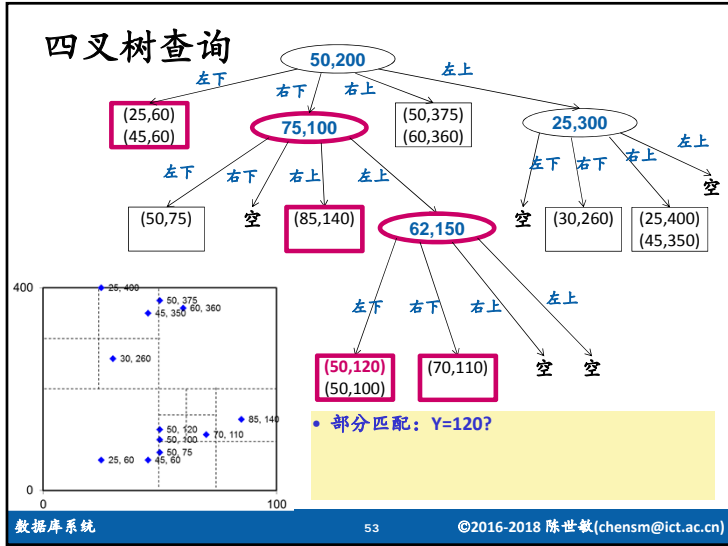 四叉树查询
50,200
左下
右下
右上
左上
(25,60)
(45,60)
75,100
(50,375)
(60,360)
25,300
左下
右下
右上
左上
左下
右下
右上
左上
空
(50,75)
空
(85,140)
62,150
空
(30,260)
(25,400)
(45,350)
左下
右下
右上
左上
(50,120)
(50,100)
(70,110)
空
空
400
25, 400
50, 375
45, 350
60, 360
30, 260
50, 120
85, 140
50, 100
70, 110
50, 75
25, 60
45, 60
0
0
100
• 部分匹配：Y=120?
数据库系统
53
©2016-2018 陈世敏(chensm@ict.ac.cn)